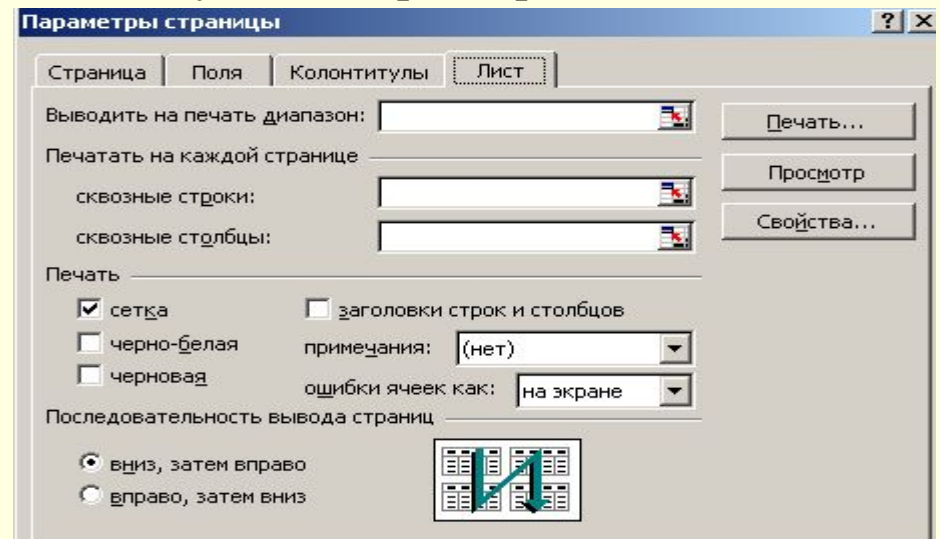 Параметры страницы
Страница Поля Колонтитулы Лист
Выводить на печать диапазон:
Печать...
Печатать на каждой странице
Просмотр
сквозные строки:
Свойства...
сквозные столбцы:
Печать
сетка
заголовки строк и столбцов
черно-белая
примечания: (нет)
черновая
ошибки ячеек как: на экране
Последовательность вывода страниц
вниз, затем вправо
вправо, затем вниз